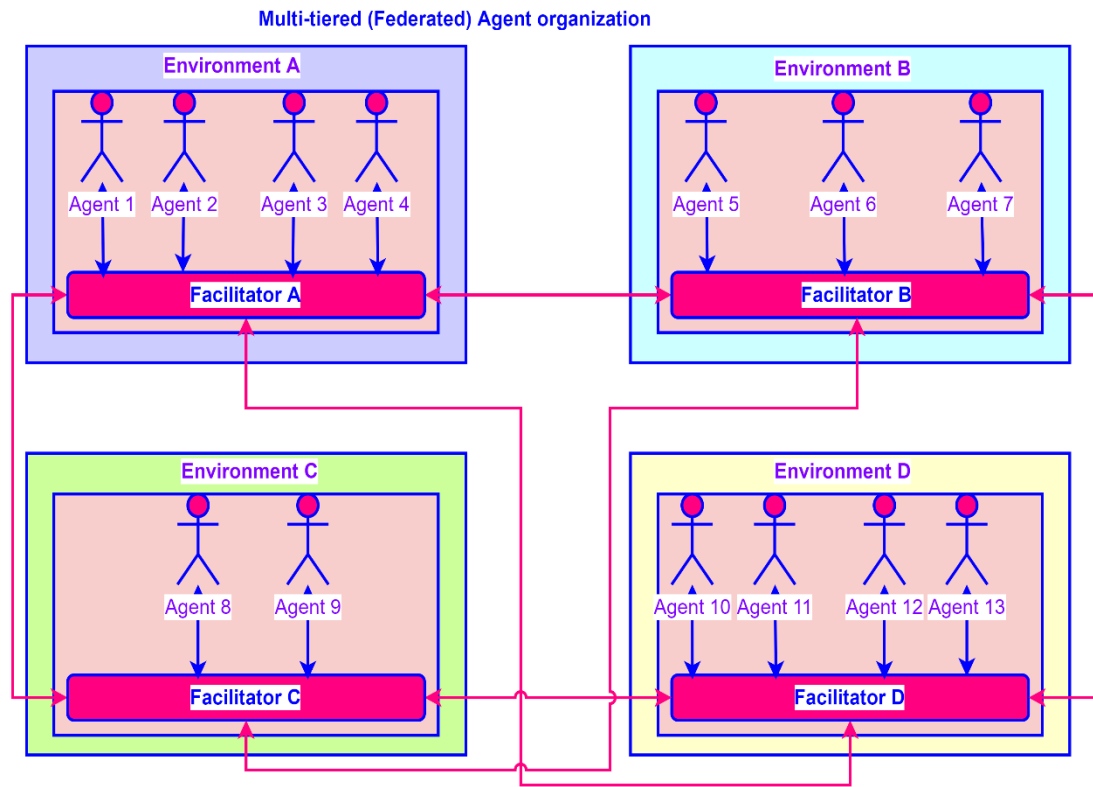 Multi-tiered (Federated) Agent organization
Environment A
Agent 1
Agent 2
Agent 3
Agent 4
Facilitator A
Environment B
Agent 5
Agent 6
Agent 7
Facilitator B
Environment C
Agent 8
Agent 9
Facilitator C
Environment D
Agent 10
Agent 11
Agent 12
Agent 13
Facilitator D